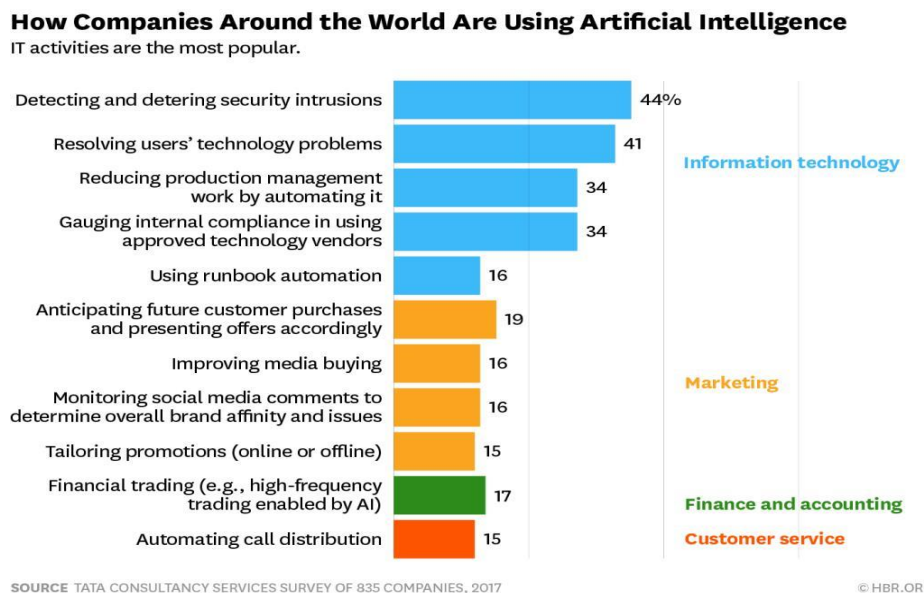 How Companies Around the World Are Using Artificial Intelligence
IT activities are the most popular.
Detecting and detering security intrusions
44%
Resolving users’ technology problems
41
Information technology
Reducing production management
work by automating it
34
Gauging internal compliance in using
approved technology vendors
34
Using runbook automation
16
Anticipating future customer purchases
and presenting offers accordingly
19
Improving media buying
16
Marketing
Monitoring social media comments to
determine overall brand affinity and issues
16
Tailoring promotions (online or offline)
15
Financial trading (e.g., high-frequency
trading enabled by AI)
17
Finance and accounting
Automating call distribution
15
Customer service
SOURCE TATA CONSULTANCY SERVICES SURVEY OF 835 COMPANIES, 2017
© HBR.OR